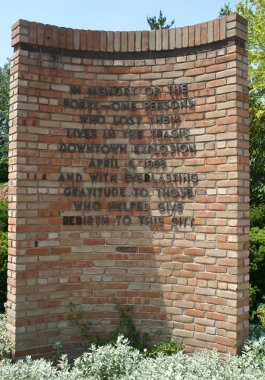 IN MEMORY OF THE
FORTY-ONE PERSONS
WHO LOST THEIR
LIVES IN THE TRAGIC
DOWNTOWN EXPLOSION
APRIL 6, 1968
AND WITH EVERLASTING
GRATITUDE TO THOSE
WHO HELPED GIVE
REBIRTH TO THIS CITY